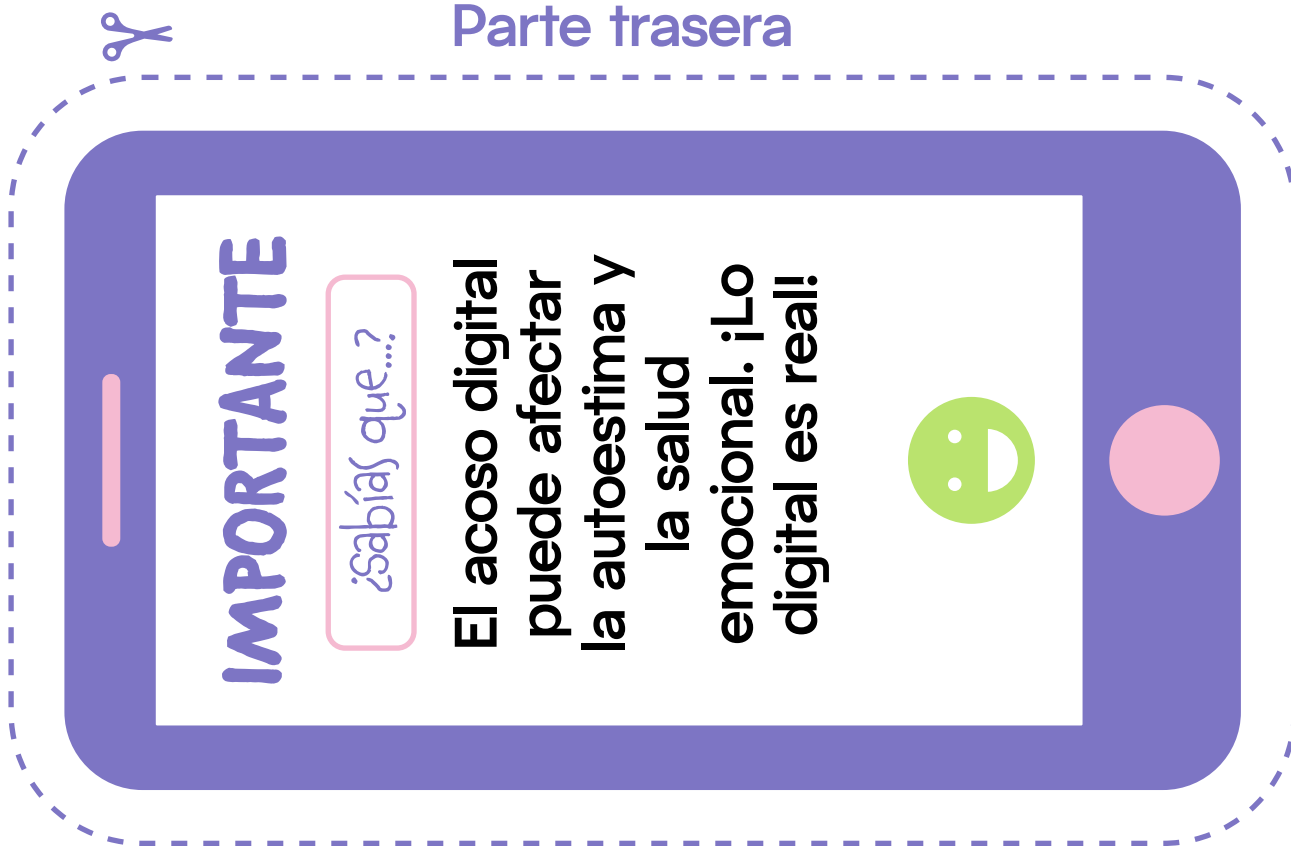 Parte trasera
IMPORTANTE
¿Sabías que...?
El acoso digital
puede afectar
la autoestima y
la salud
emocional. ¡Lo
digital es real!